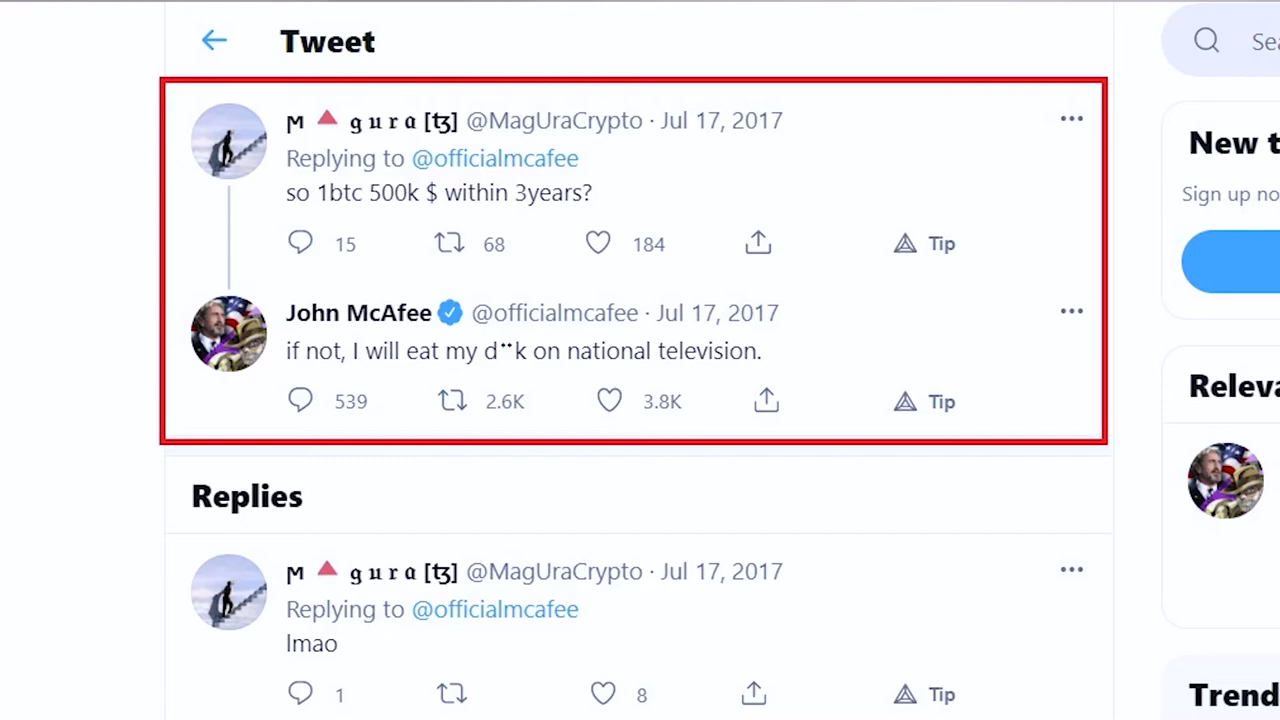 Tweet
Sea
ϻ 🔺 𝖌 𝖚 𝖗 𝖆 [ꜩ] @MagUraCrypto · Jul 17, 2017
Replying to @officialmcafee
so 1btc 500k $ within 3years?
15 68 184 Tip
John McAfee @officialmcafee · Jul 17, 2017
if not, I will eat my d¨k on national television.
539 2.6K 3.8K Tip
Replies
ϻ 🔺 𝖌 𝖚 𝖗 𝖆 [ꜩ] @MagUraCrypto · Jul 17, 2017
Replying to @officialmcafee
lmao
1 8 Tip
New t
Sign up no
Releva
Trend